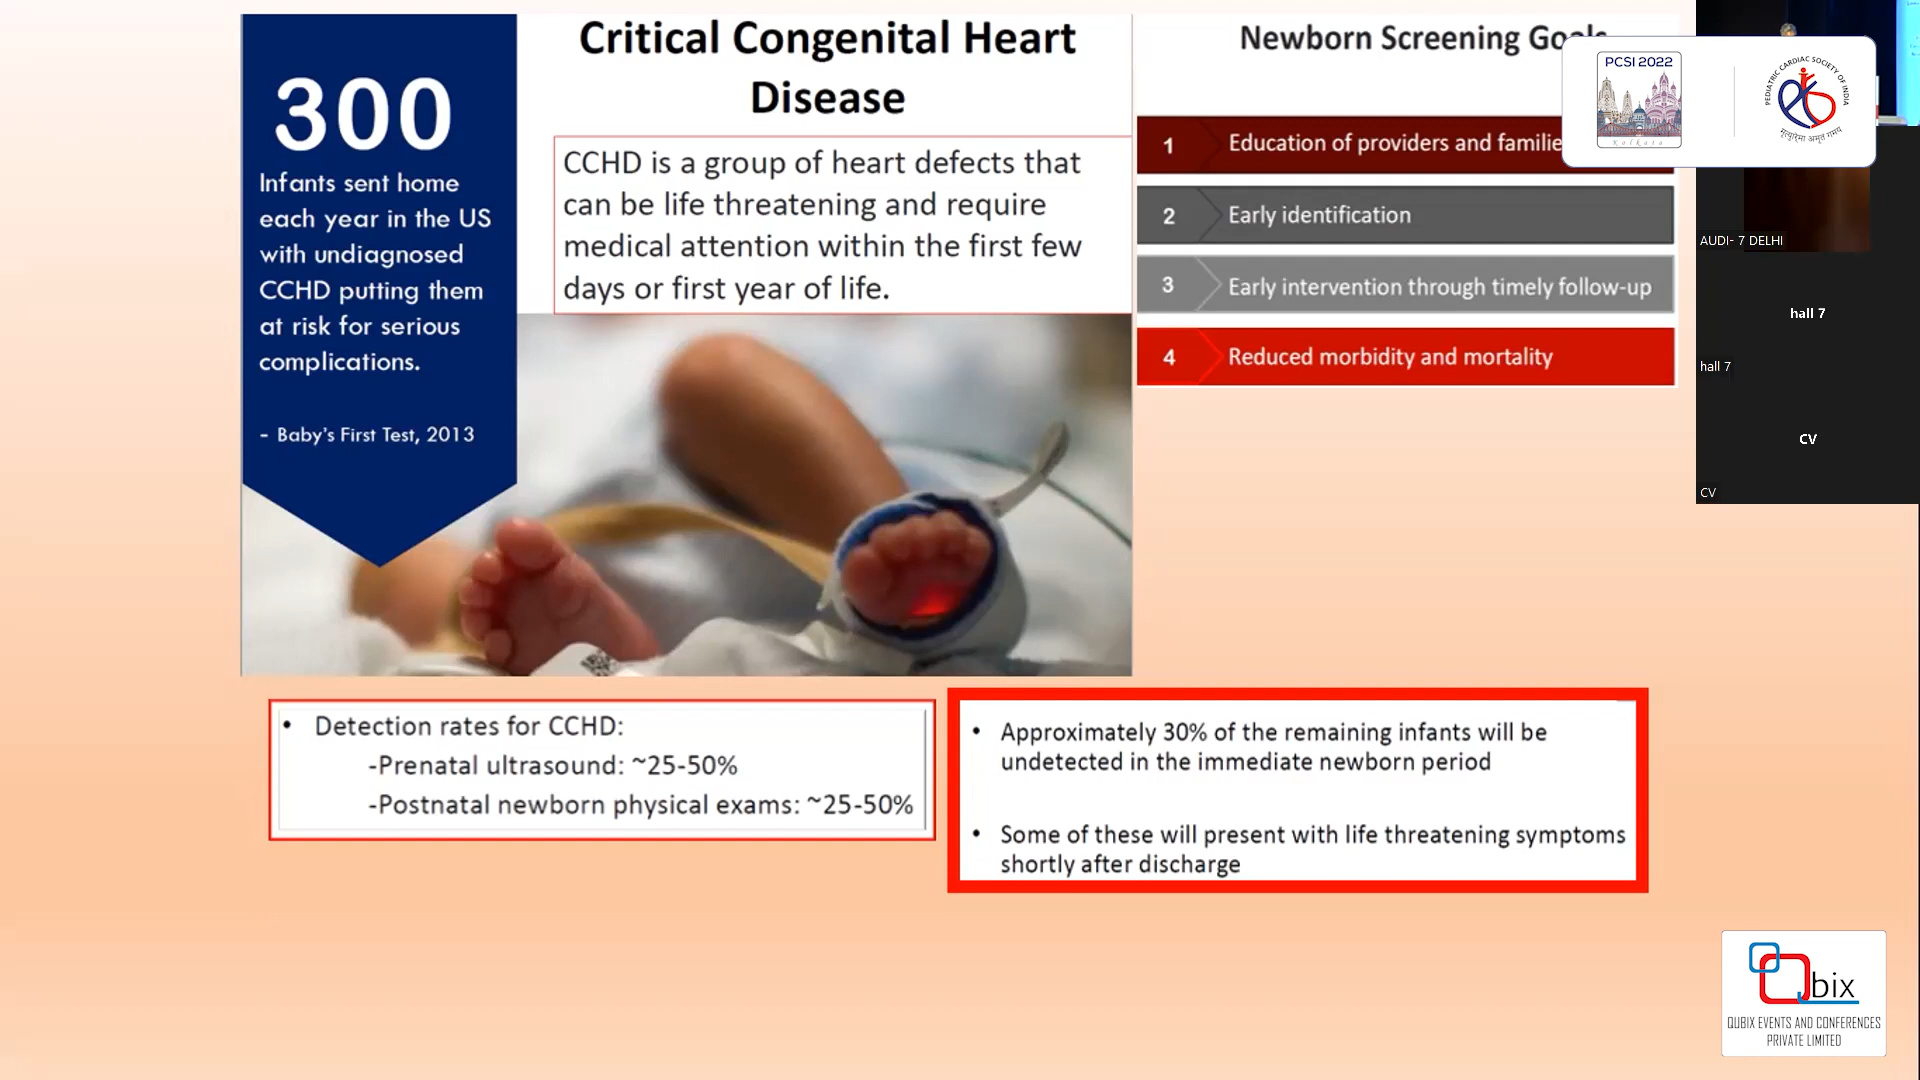 300
Infants sent home
each year in the US
with undiagnosed
CCHD putting them
at risk for serious
complications.
- Baby's First Test, 2013
Critical Congenital Heart
Disease
CCHD is a group of heart defects that
can be life threatening and require
medical attention within the first few
days or first year of life.
Newborn Screening
1 Education of providers and
2 Early identification
3 Early intervention through timely follow-up
4 Reduced morbidity and mortality
PCSI 2022
Kolkata
PEDIATRIC CARDIAC SOCIETY OF INDIA
AUDI- 7 DELHI
hall 7
hall 7
CV
CV
• Detection rates for CCHD:
-Prenatal ultrasound: ~25-50%
-Postnatal newborn physical exams: ~25-50%
• Approximately 30% of the remaining infants will be
undetected in the immediate newborn period
• Some of these will present with life threatening symptoms
shortly after discharge
Qbix
QUBIX EVENTS AND CONFERENCES
PRIVATE LIMITED